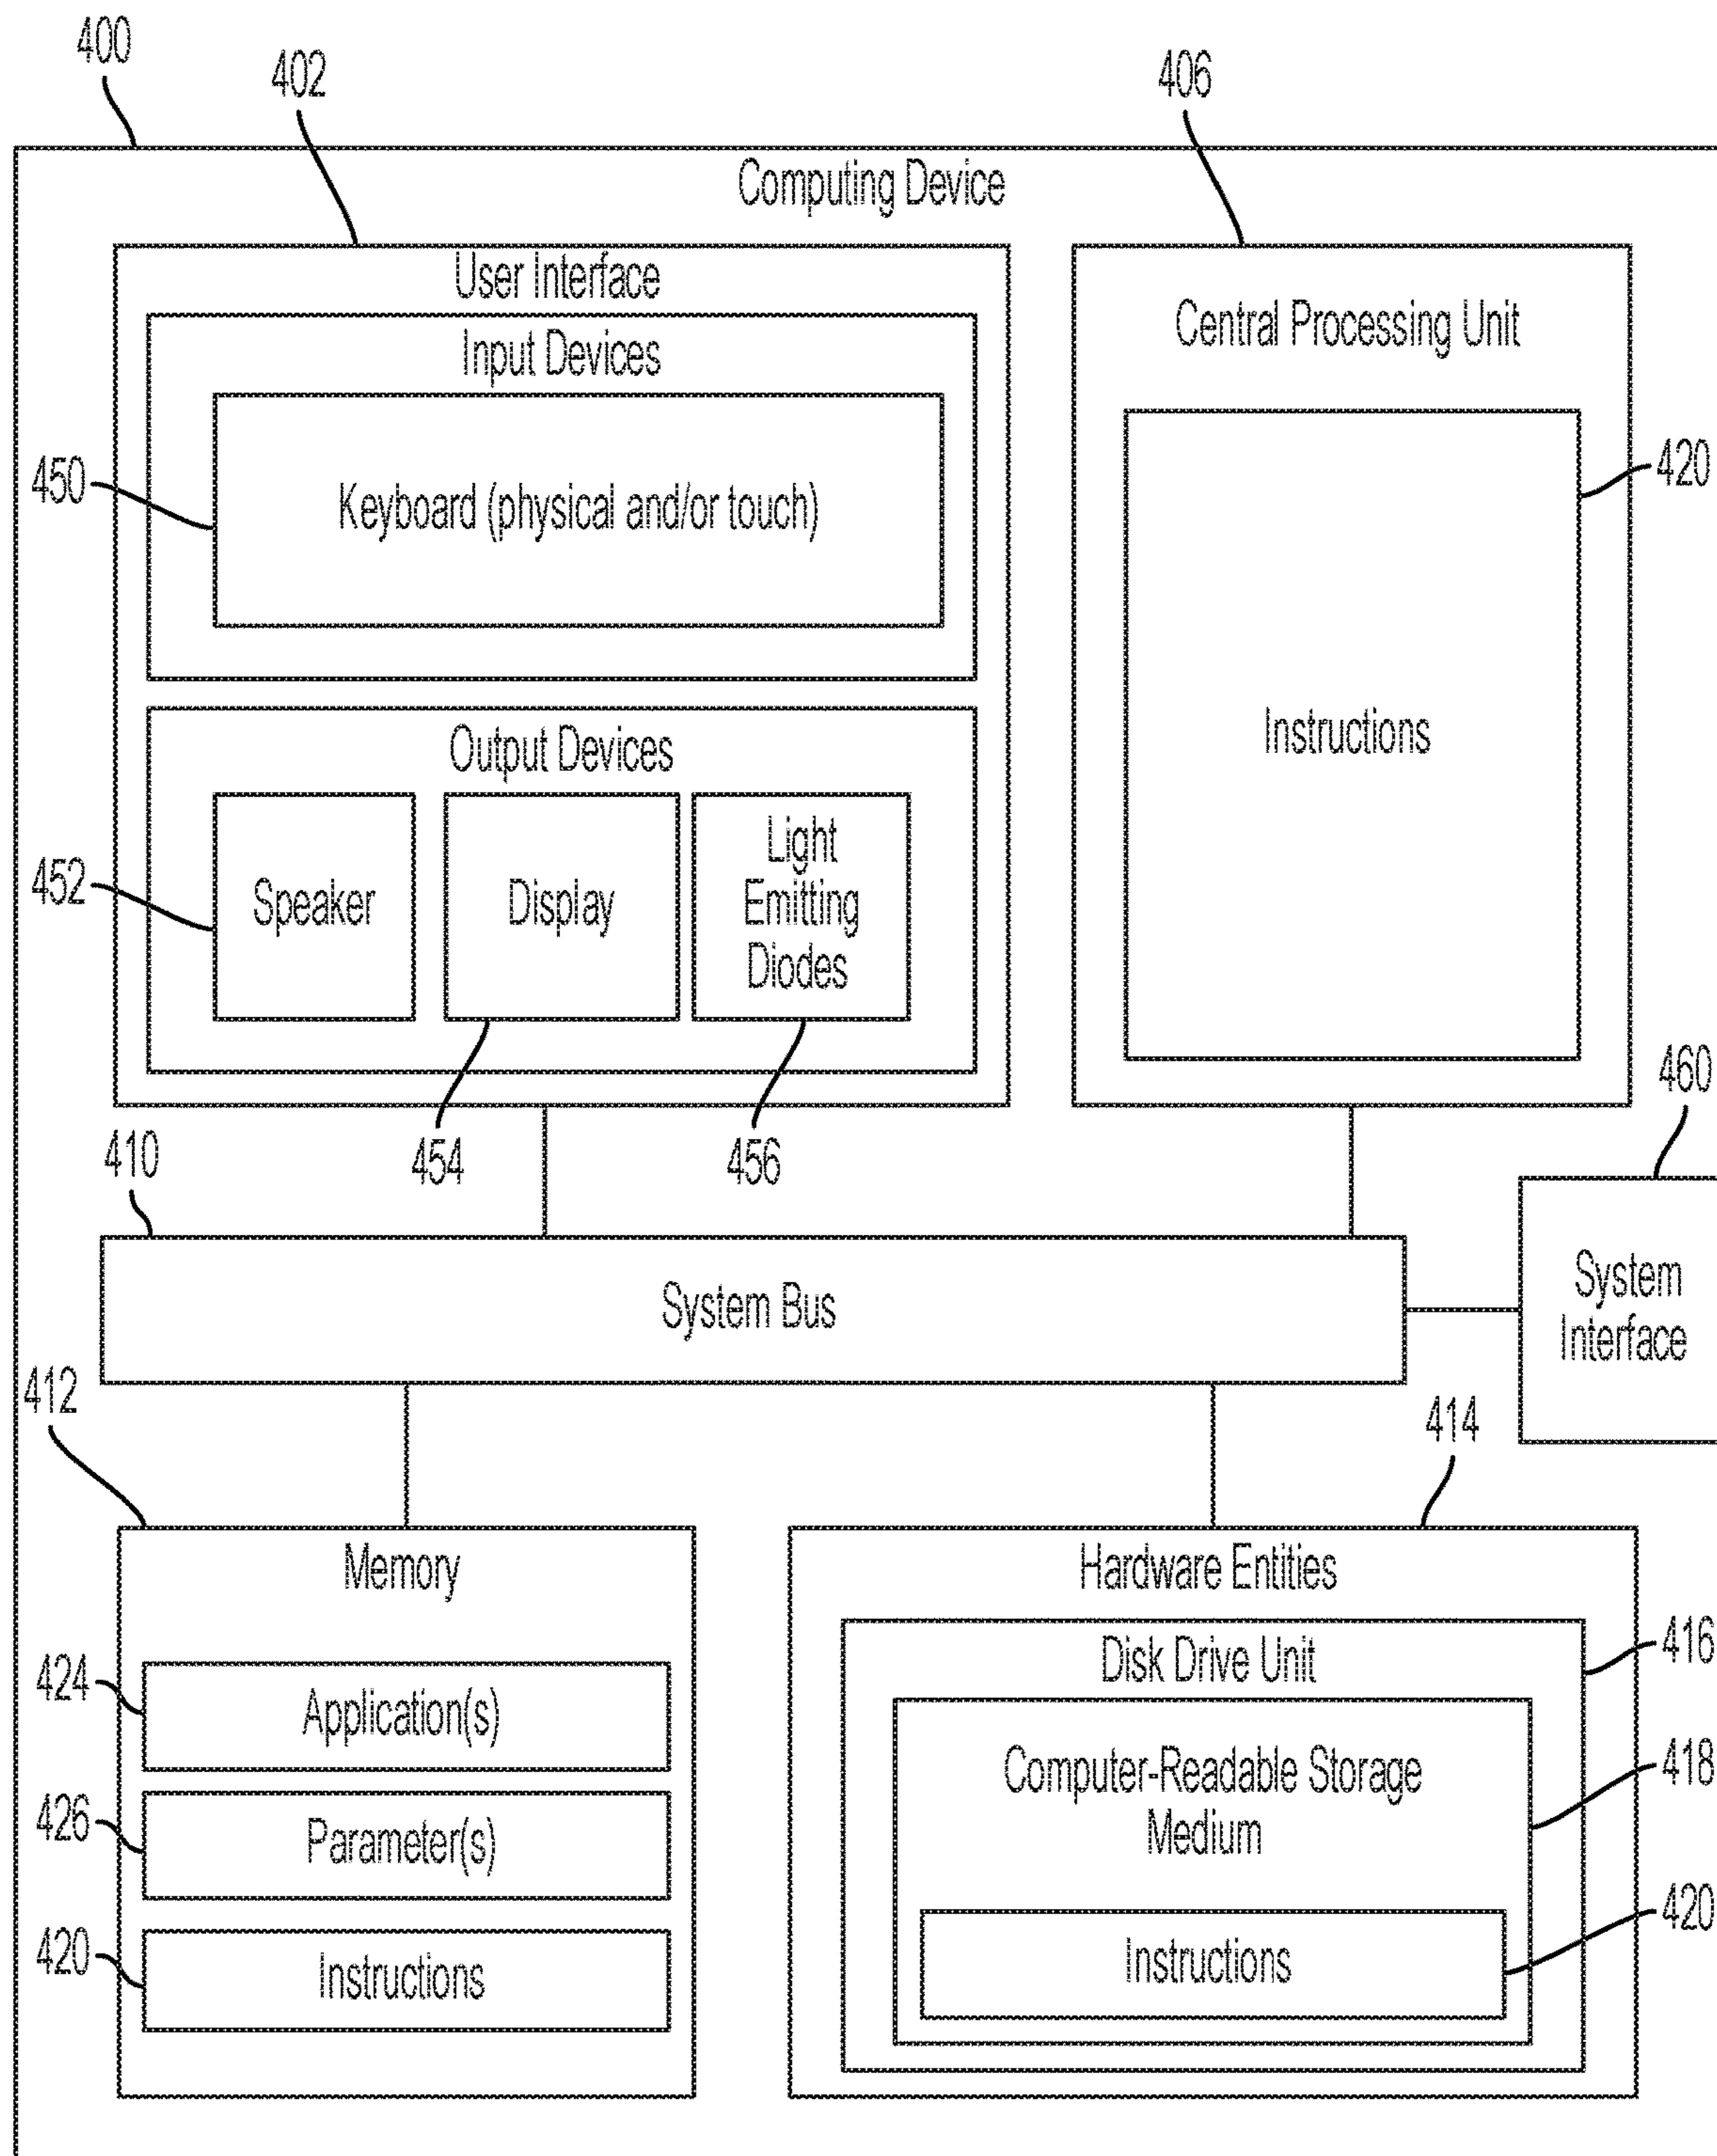 400
402
406
Computing Device
User Interface
Input Devices
450
Keyboard (physical and/or touch)
Central Processing Unit
420
Instructions
Output Devices
452
Speaker
Display
Light
Emitting
Diodes
454
456
460
410
System Bus
System
Interface
412
414
Memory
424
Application(s)
426
Parameter(s)
420
Instructions
Hardware Entities
416
Disk Drive Unit
418
Computer-Readable Storage
Medium
420
Instructions